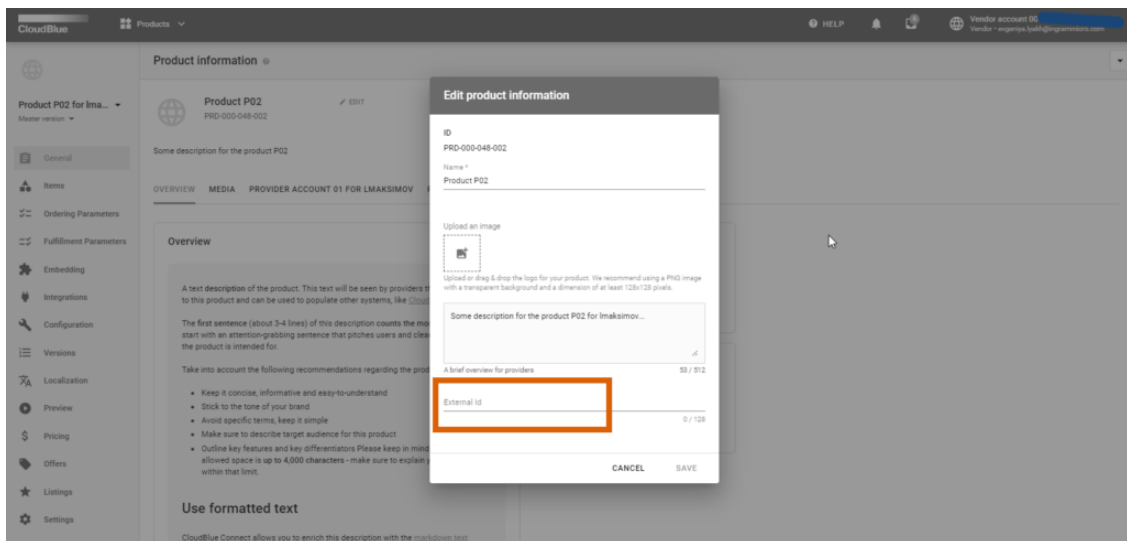 CloudBlue
Products
HELP
Vendor account 00
Product information
Product P02 for lma...
Master version
Product P02
EDIT
PRD-000-048-002
Some description for the product P02
General
Items
Ordering Parameters
Fulfillment Parameters
Embedding
Integrations
Configuration
Versions
Localization
Preview
Pricing
Offers
Listings
Settings
OVERVIEW MEDIA PROVIDER ACCOUNT 01 FOR LMAKSIMOV
Overview
A text description of the product. This text will be seen by providers
to this product and can be used to populate other systems, like
The first sentence (about 3-4 lines) of this description counts the
start with an attention-grabbing sentence that pitches users and
the product is intended for.
Take into account the following recommendations regarding the
Keep it concise, informative and easy-to-understand
Stick to the tone of your brand
Avoid specific terms, keep it simple
Make sure to describe target audience for this product
Outline key features and key differentiators Please keep in mind
allowed space is up to 4,000 characters - make sure to explain
within that limit.
Use formatted text
CloudBlue Connect allows you to enrich this description with the markdown text
Edit product information
ID
PRD-000-048-002
Name *
Product P02
Upload an image
Upload or drag & drop the logo for your product. We recommend using a PNG image
with a transparent background and a dimension of at least 128x128 pixels.
Some description for the product P02 for lmaksimov...
A brief overview for providers 53 / 512
External Id
0 / 128
CANCEL SAVE